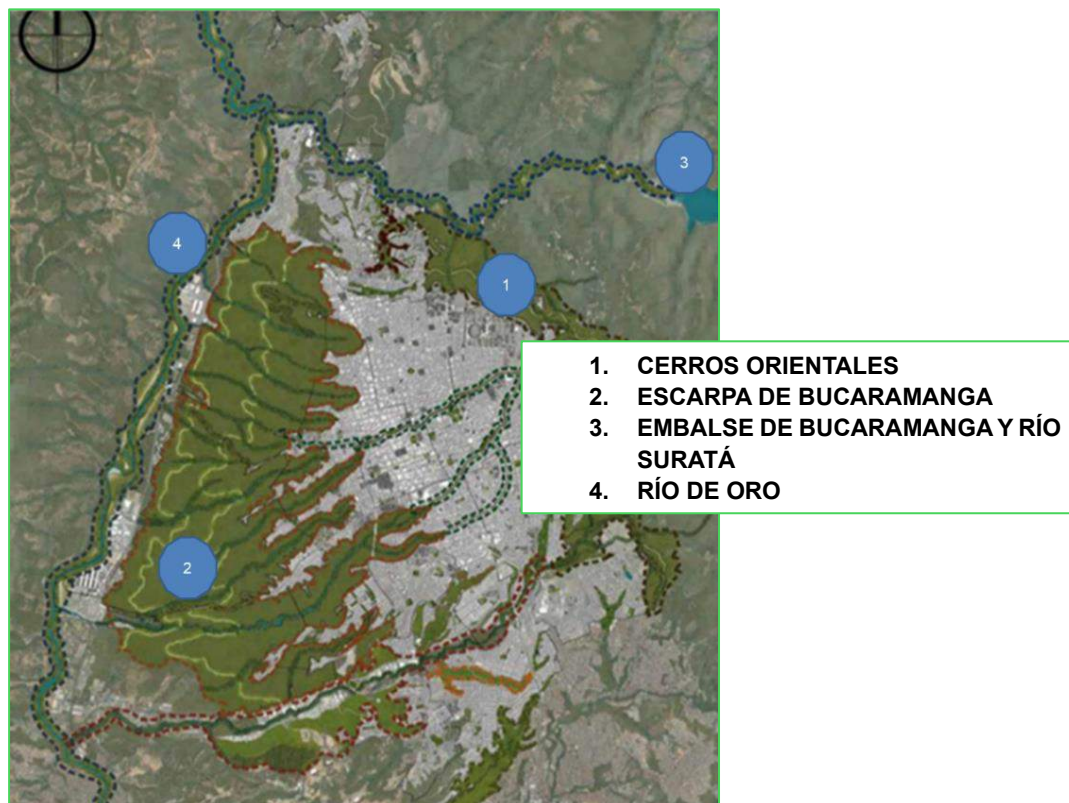 3
4
1
2
1. CERROS ORIENTALES
2. ESCARPA DE BUCARAMANGA
3. EMBALSE DE BUCARAMANGA Y RÍO
SURATÁ
4. RÍO DE ORO